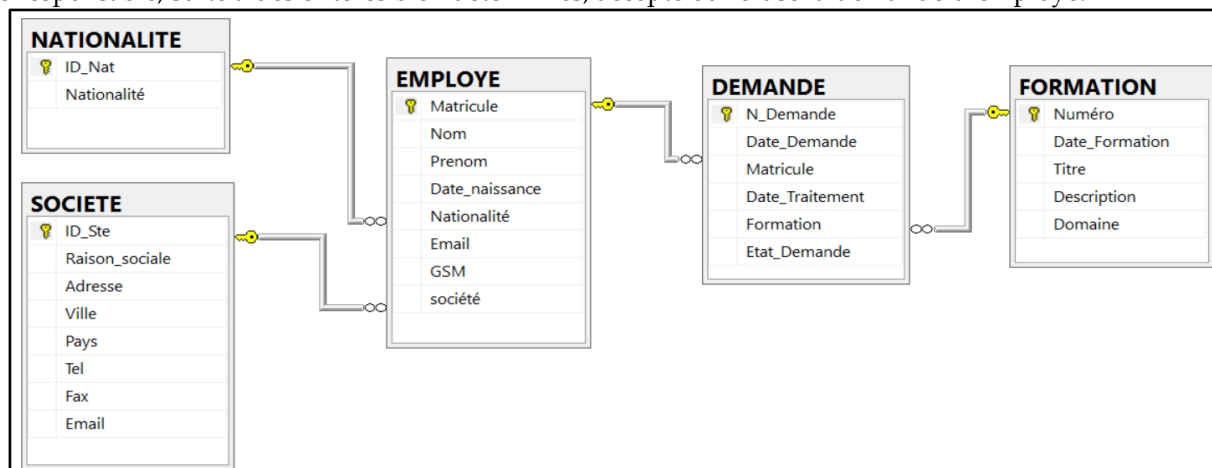 NATIONALITE
ID_Nat
Nationalité
SOCIETE
ID_Ste
Raison_sociale
Adresse
Ville
Pays
Tel
Fax
Email
EMPLOYE
Matricule
Nom
Prenom
Date_naissance
Nationalité
Email
GSM
société
DEMANDE
N_Demande
Date_Demande
Matricule
Date_Traitement
Formation
Etat_Demande
FORMATION
Numéro
Date_Formation
Titre
Description
Domaine